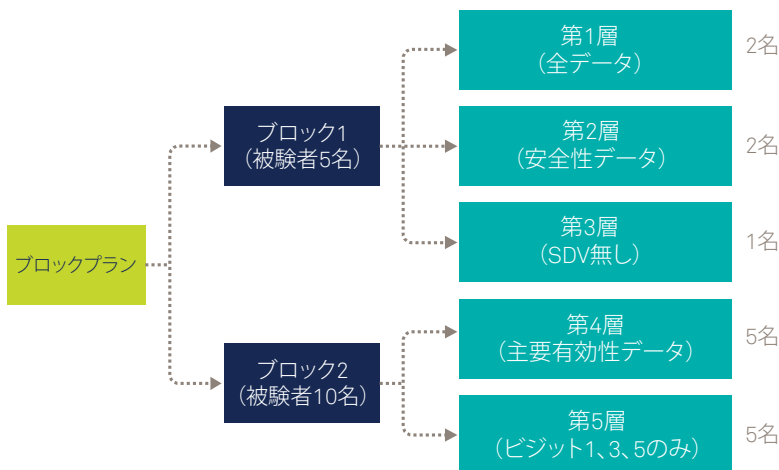 ブロックプラン
ブロック1
（被験者5名）
第1層
（全データ）
2名
第2層
（安全性データ）
2名
第3層
（SDV無し）
1名
ブロック2
（被験者10名）
第4層
（主要有効性データ）
5名
第5層
（ビジット1、3、5のみ）
5名